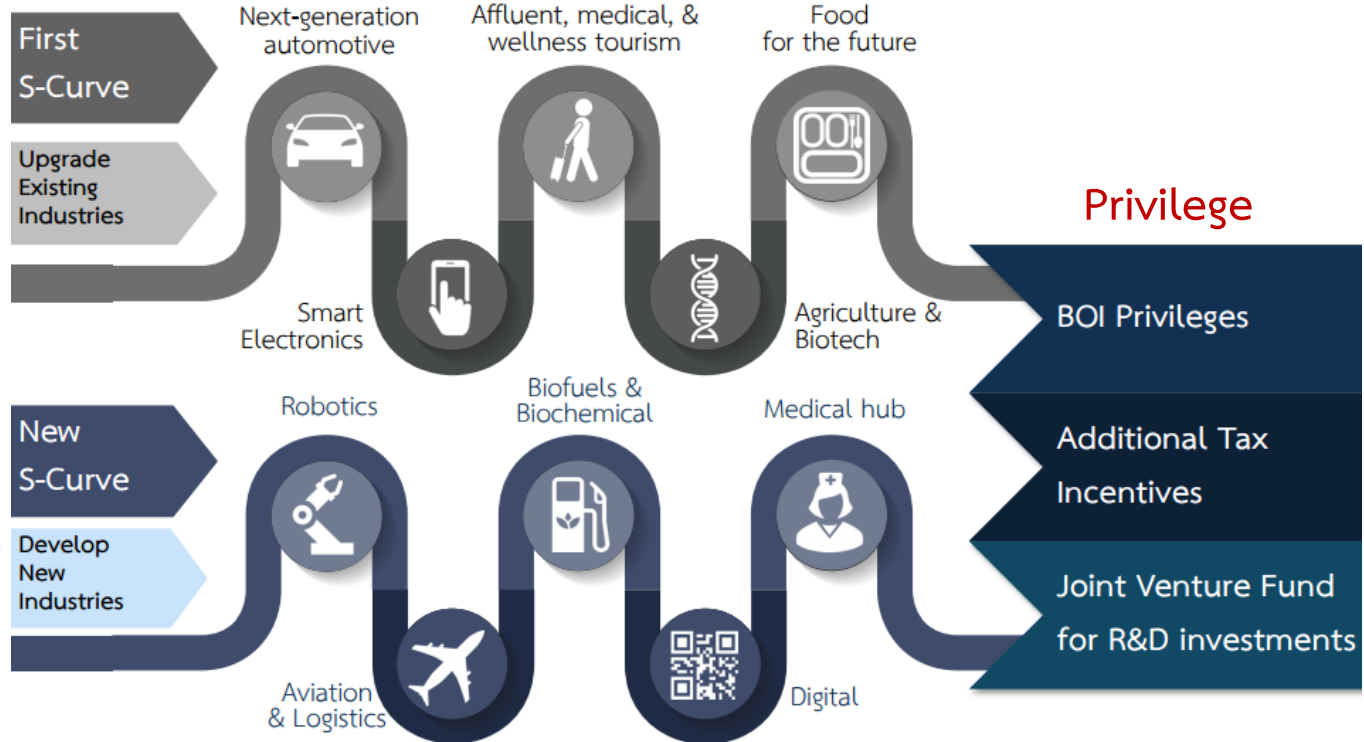 First
S-Curve
Upgrade
Existing
Industries
Next-generation
automotive
Affluent, medical, &
wellness tourism
Food
for the future
Smart
Electronics
Agriculture &
Biotech
New
S-Curve
Develop
New
Industries
Robotics
Biofuels &
Biochemical
Medical hub
Aviation
& Logistics
Digital
Privilege
BOI Privileges
Additional Tax
Incentives
Joint Venture Fund
for R&D investments